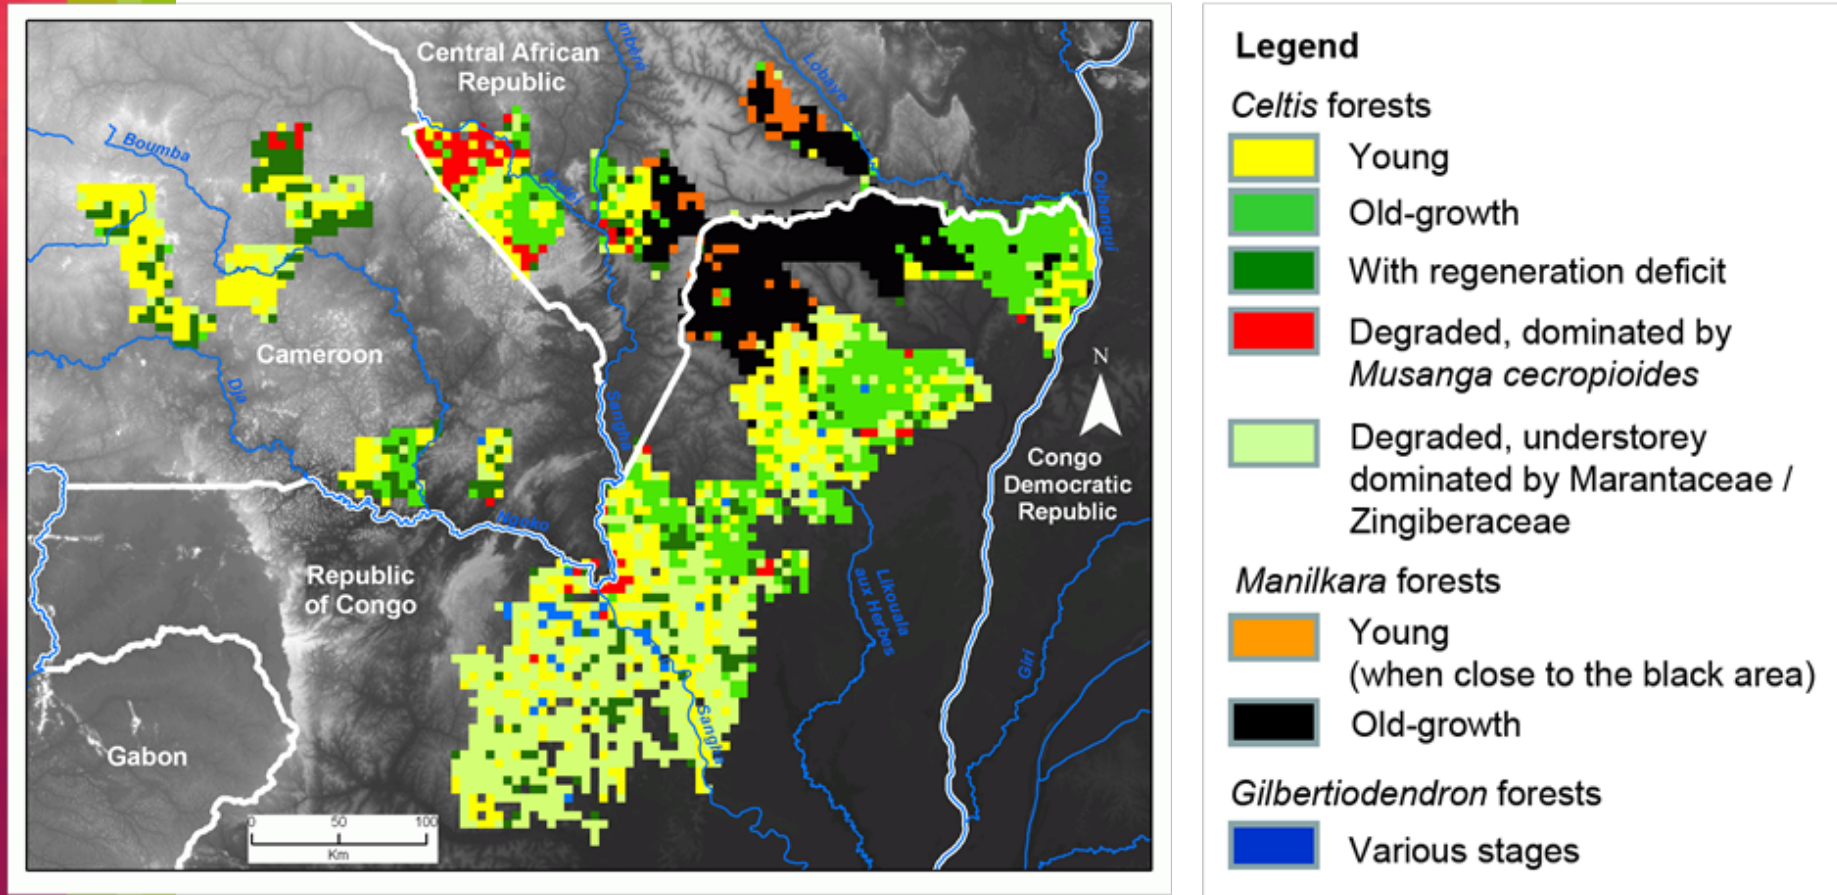 Central African
Republic
mbéré
Lobaye
Boumba
Kadéï
Oubangui
Cameroon
Dja
Sangha
N
Congo
Democratic
Republic
Ngoko
Republic
of Congo
Likouala
aux Herbes
Giri
Sangha
Gabon
0 50 100
Km
Legend
Celtis forests
Young
Old-growth
With regeneration deficit
Degraded, dominated by
Musanga cecropioides
Degraded, understorey
dominated by Marantaceae /
Zingiberaceae
Manilkara forests
Young
(when close to the black area)
Old-growth
Gilbertiodendron forests
Various stages